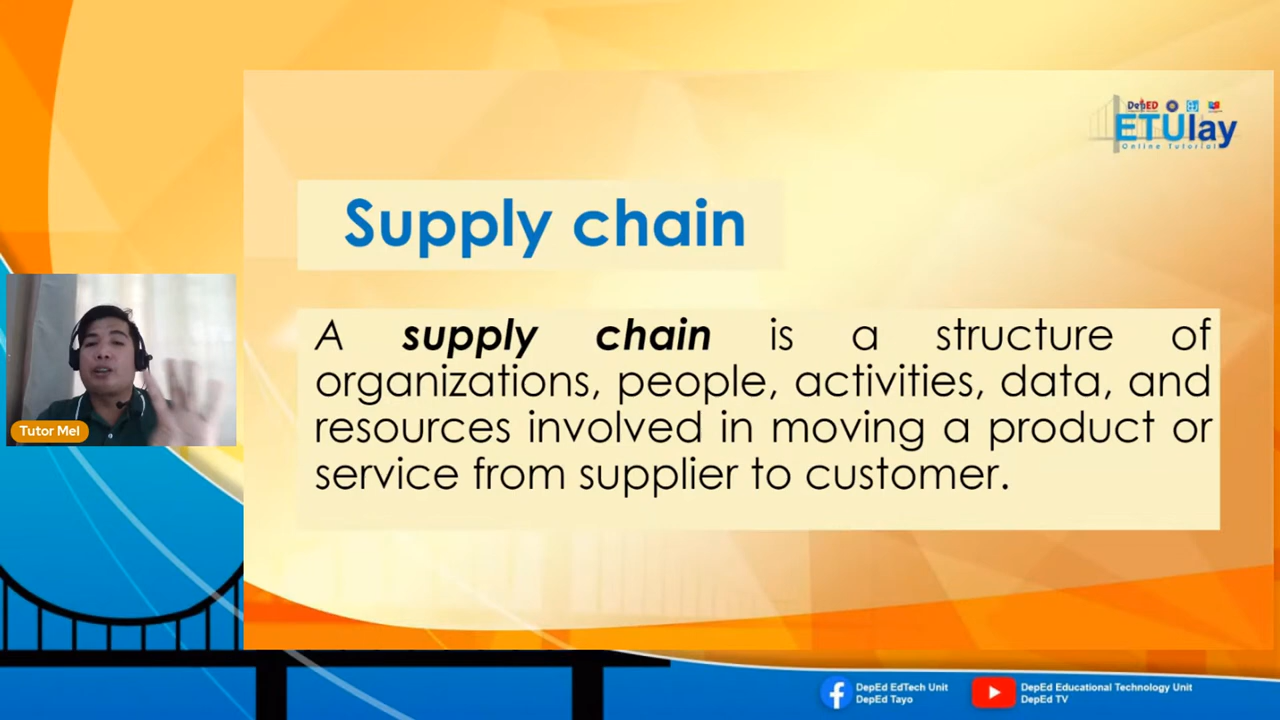 DepED
ETUlay
Online Tutorial
Supply chain
A supply chain is a structure of
organizations, people, activities, data, and
resources involved in moving a product or
service from supplier to customer.
Tutor Mel
DepEd EdTech Unit
DepEd Tayo
DepEd Educational Technology Unit
DepEd TV